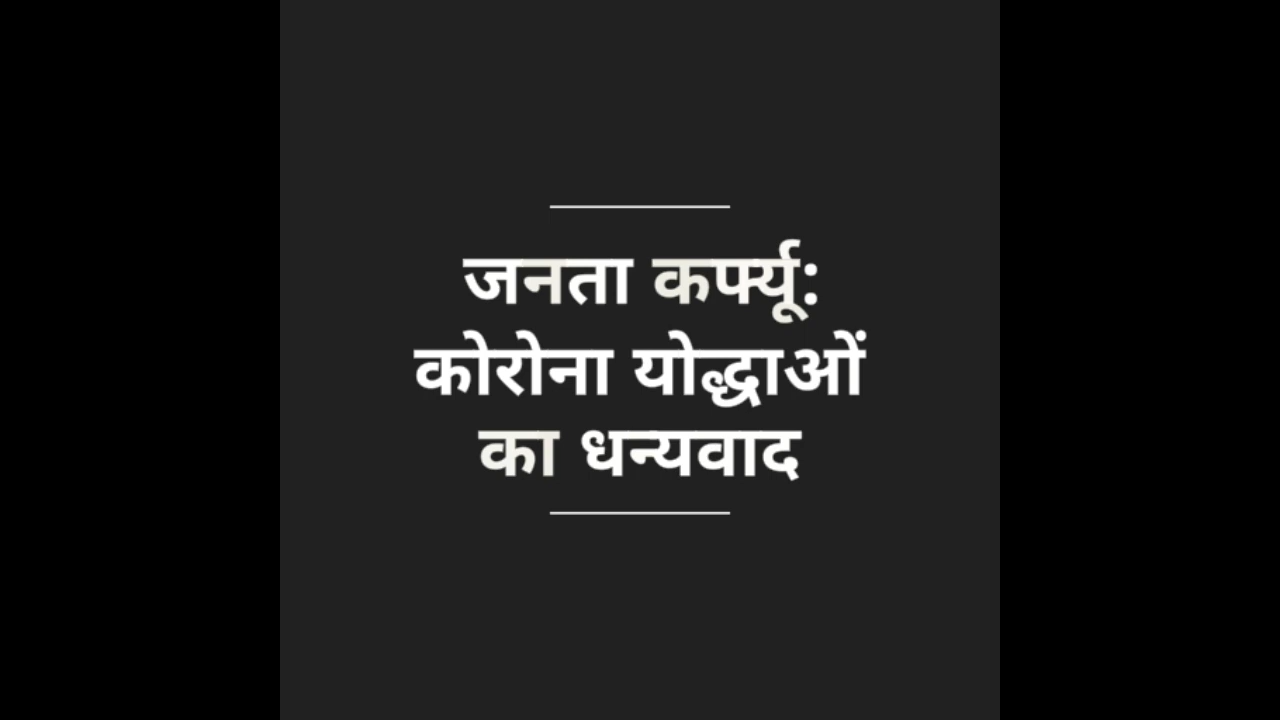 जनता कर्फ्यू:
कोरोना योद्धाओं
का धन्यवाद